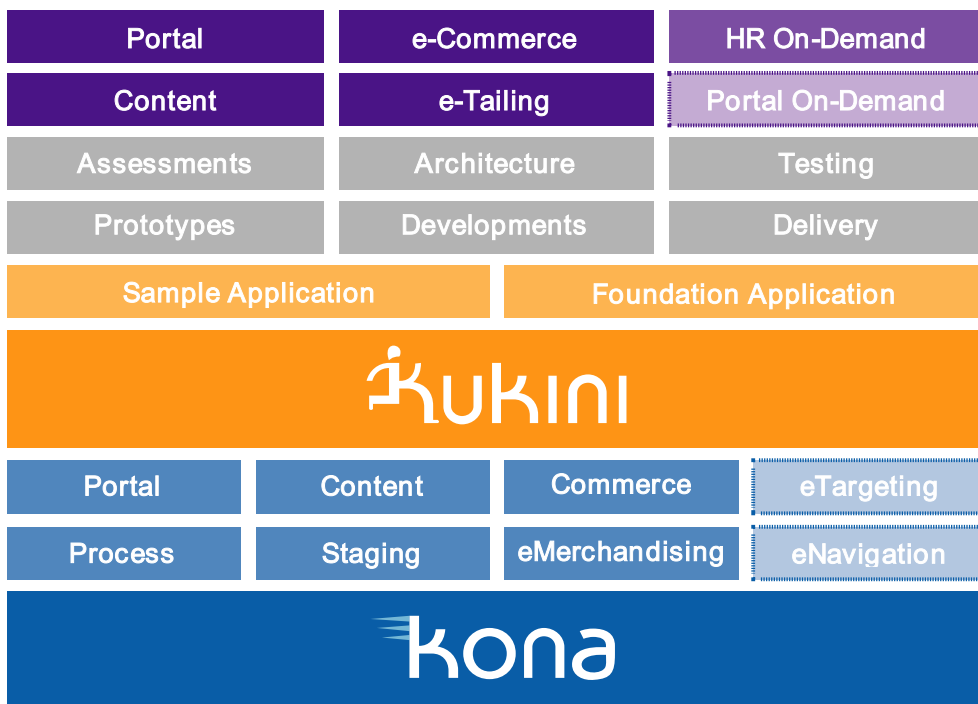 Portal e-Commerce HR On-Demand
Content e-Tailing Portal On-Demand
Assessments Architecture Testing
Prototypes Developments Delivery
Sample Application Foundation Application
kukini
Portal Content Commerce eTargeting
Process Staging eMerchandising eNavigation
kona